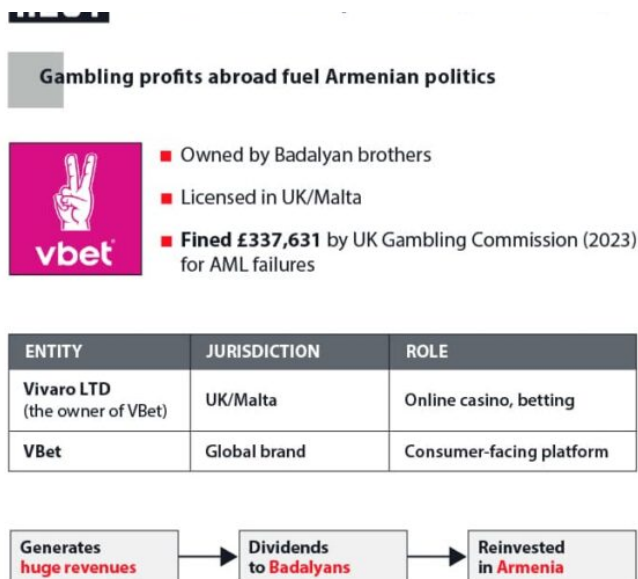 Gambling profits abroad fuel Armenian politics
vbet
Owned by Badalyan brothers
Licensed in UK/Malta
Fined £337,631 by UK Gambling Commission (2023)
for AML failures
ENTITY JURISDICTION ROLE
Vivaro LTD
(the owner of VBet) UK/Malta Online casino, betting
VBet Global brand Consumer-facing platform
Generates
huge revenues
Dividends
to Badalyans
Reinvested
in Armenia